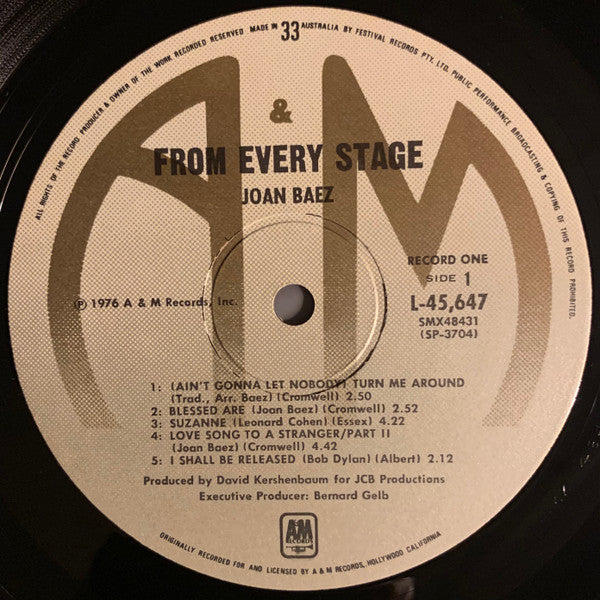 ALL RIGHTS OF THE RECORD PRODUCER & OWNER OF THE WORK RECORDED RESERVED MADE IN 33 AUSTRALIA BY FESTIVAL RECORDS PTY. LTD. PUBLIC PERFORMANCE BROADCASTING & COPYING OF THIS RECORD PROHIBITED.
A & M
FROM EVERY STAGE
JOAN BAEZ
RECORD ONE
SIDE 1
℗ 1976 A & M Records, Inc.
L-45,647
SMX48431
(SP-3704)
1: (AIN'T GONNA LET NOBODY) TURN ME AROUND
(Trad., Arr. Baez) (Cromwell) 2.50
2: BLESSED ARE (Joan Baez) (Cromwell) 2.52
3: SUZANNE (Leonard Cohen) (Essex) 4.22
4: LOVE SONG TO A STRANGER/PART II
(Joan Baez) (Cromwell) 4.42
5: I SHALL BE RELEASED (Bob Dylan) (Albert) 2.12
Produced by David Kershenbaum for JCB Productions
Executive Producer: Bernard Gelb
A&M
RECORDS
ORIGINALLY RECORDED FOR AND LICENSED BY A & M RECORDS, HOLLYWOOD CALIFORNIA